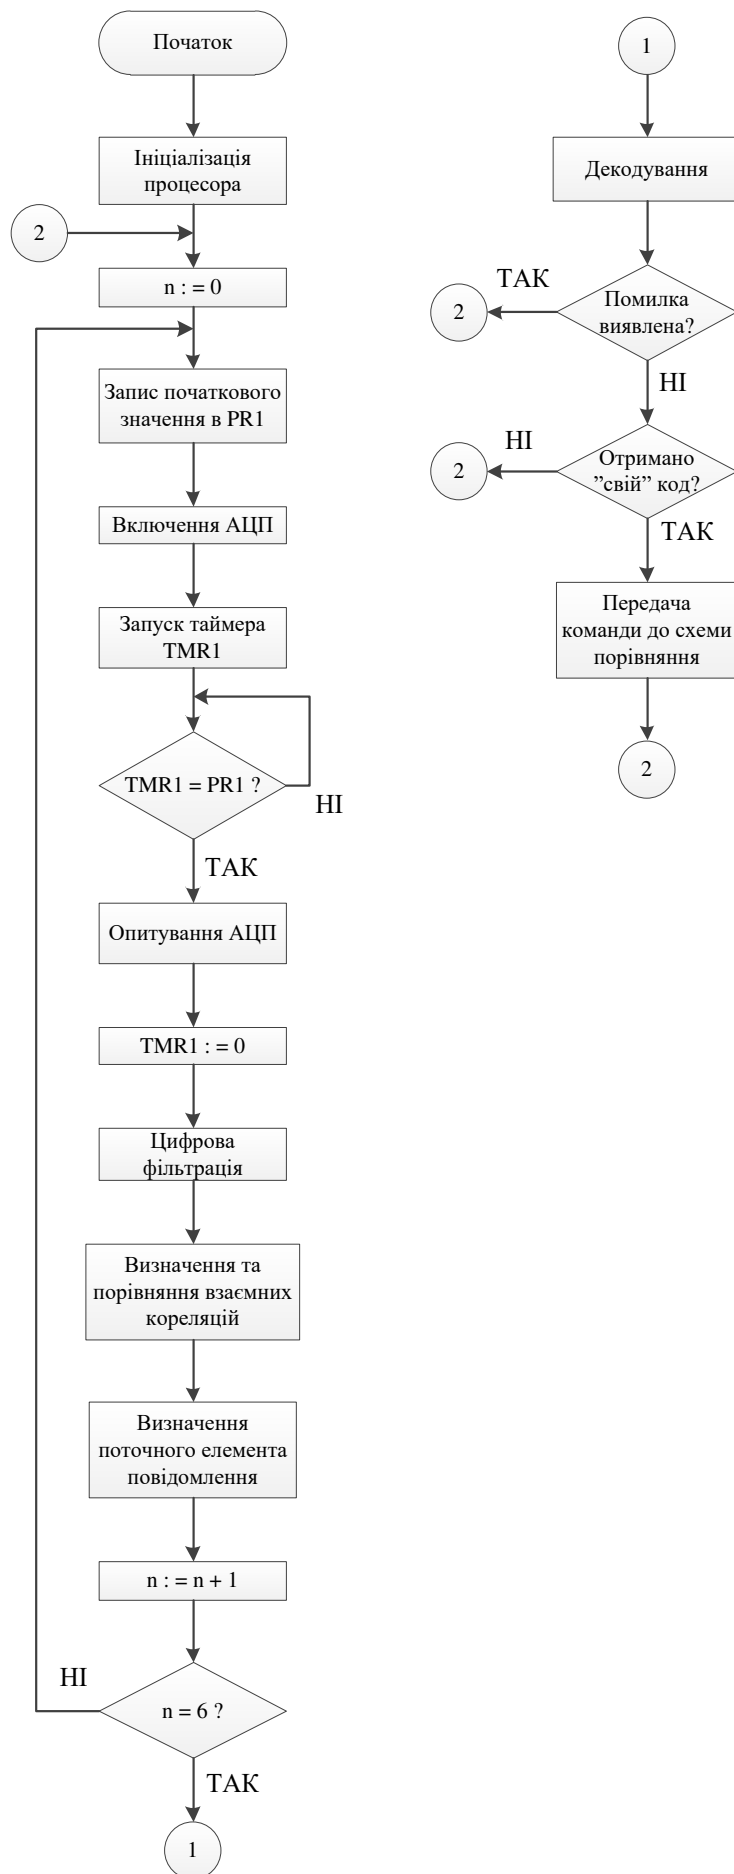 Початок
Ініціалізація
процесора
2
n : = 0
Запис початкового
значення в PR1
Включення АЦП
Запуск таймера
TMR1
TMR1 = PR1 ?
НІ
ТАК
Опитування АЦП
TMR1 : = 0
Цифрова
фільтрація
Визначення та
порівняння взаємних
кореляцій
Визначення
поточного елемента
повідомлення
n : = n + 1
НІ
n = 6 ?
ТАК
1
1
Декодування
ТАК
2
Помилка
виявлена?
НІ
НІ
2
Отримано
”свій” код?
ТАК
Передача
команди до схеми
порівняння
2